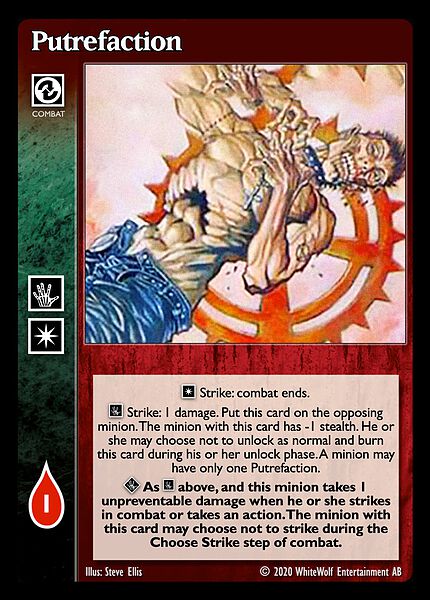 Putrefaction
COMBAT
Strike: combat ends.
Strike: 1 damage. Put this card on the opposing
minion. The minion with this card has -1 stealth. He or
she may choose not to unlock as normal and burn
this card during his or her unlock phase. A minion may
have only one Putrefaction.
As above, and this minion takes 1
unpreventable damage when he or she strikes
in combat or takes an action. The minion with
this card may choose not to strike during the
Choose Strike step of combat.
1
Illus: Steve Ellis
© 2020 WhiteWolf Entertainment AB